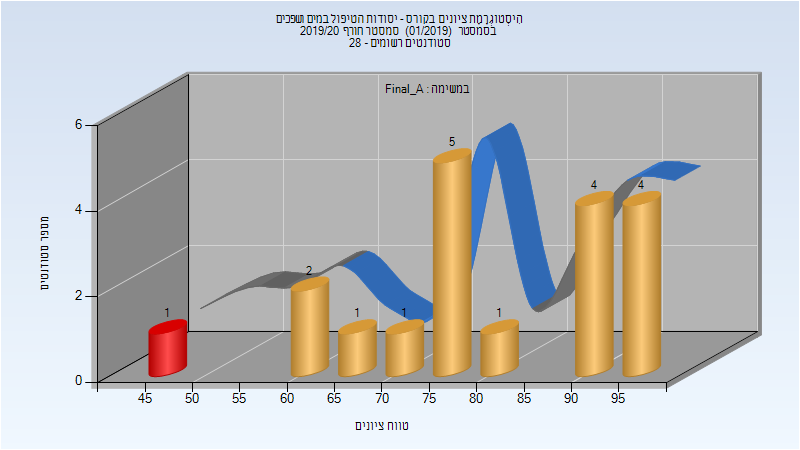 הִיסְטוֹגְרָמַת ציונים בקורס - יסודות הטיפול במים ושפכים
בסמסטר (01/2019) סמסטר חורף 2019/20
סטודנטים רשומים - 28
במשימה : Final_A
6
4
2
0
מספר סטודנטים
1
2
1
1
5
1
4
4
45 50 55 60 65 70 75 80 85 90 95
טווח ציונים